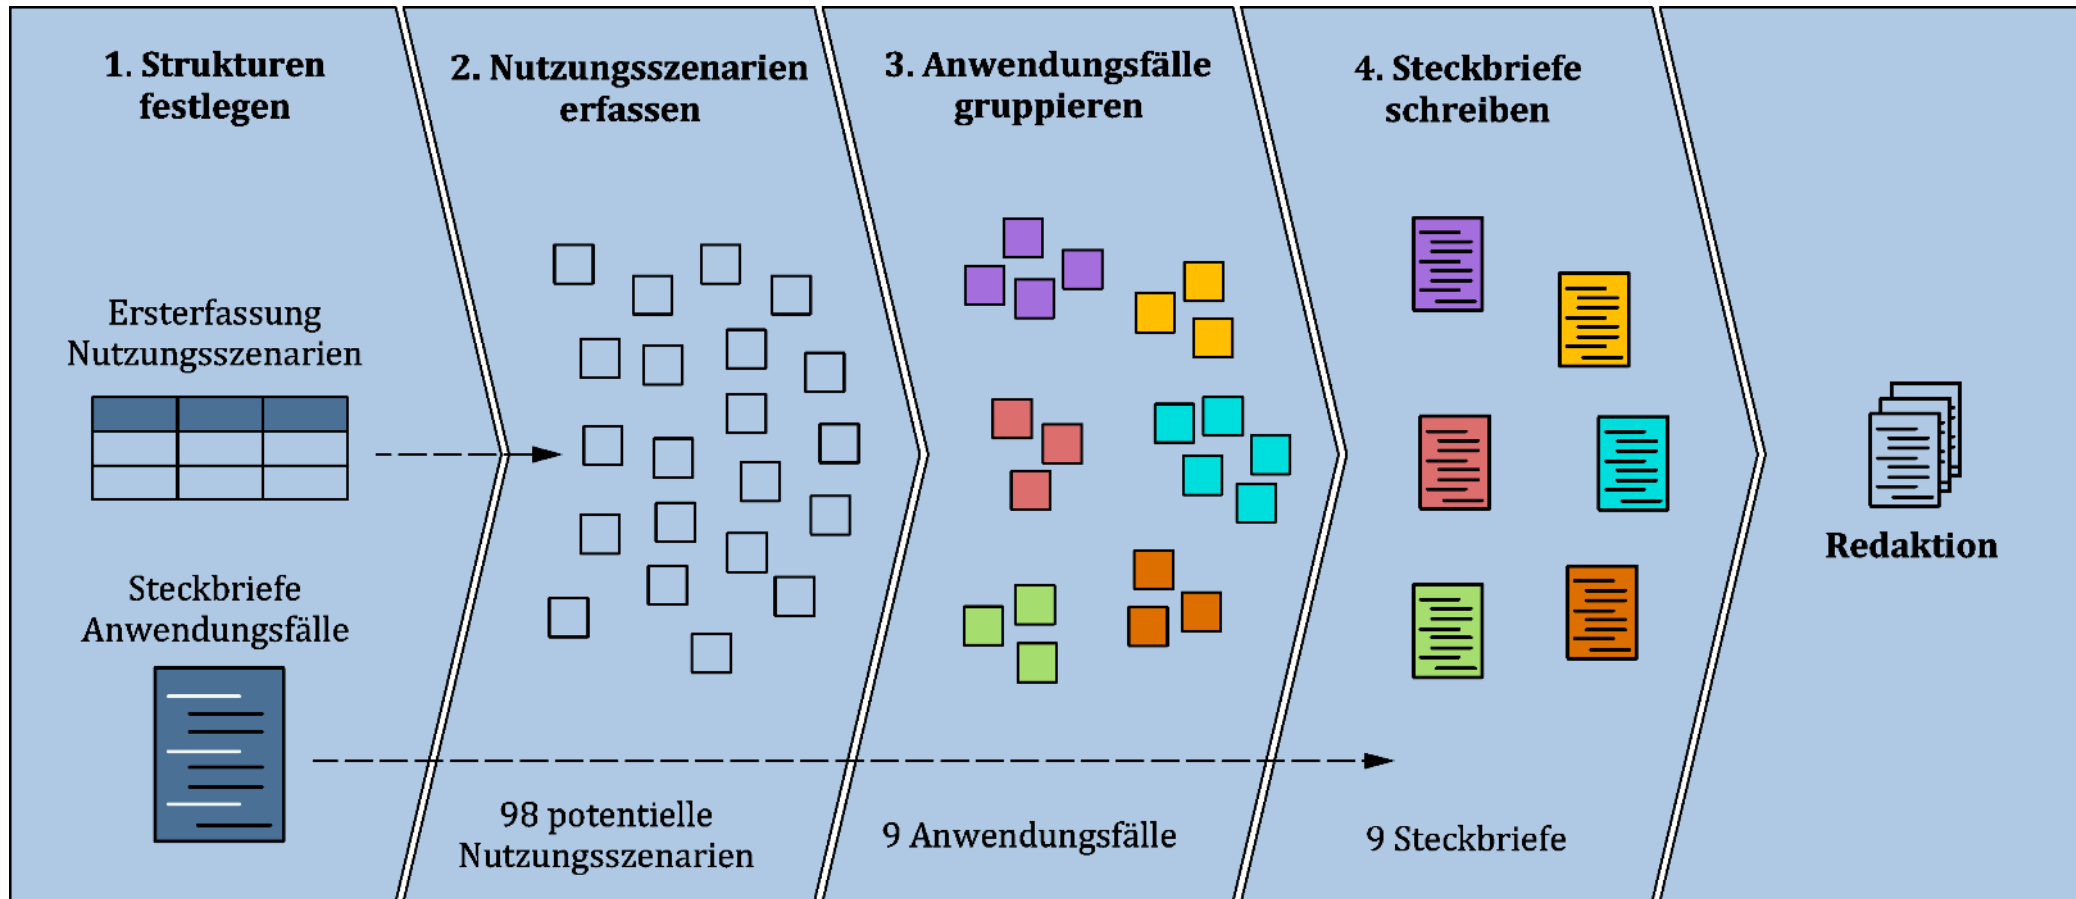 1. Strukturen
festlegen
Ersterfassung
Nutzungsszenarien
Steckbriefe
Anwendungsfälle
2. Nutzungsszenarien
erfassen
98 potentielle
Nutzungsszenarien
3. Anwendungsfälle
gruppieren
9 Anwendungsfälle
4. Steckbriefe
schreiben
9 Steckbriefe
Redaktion